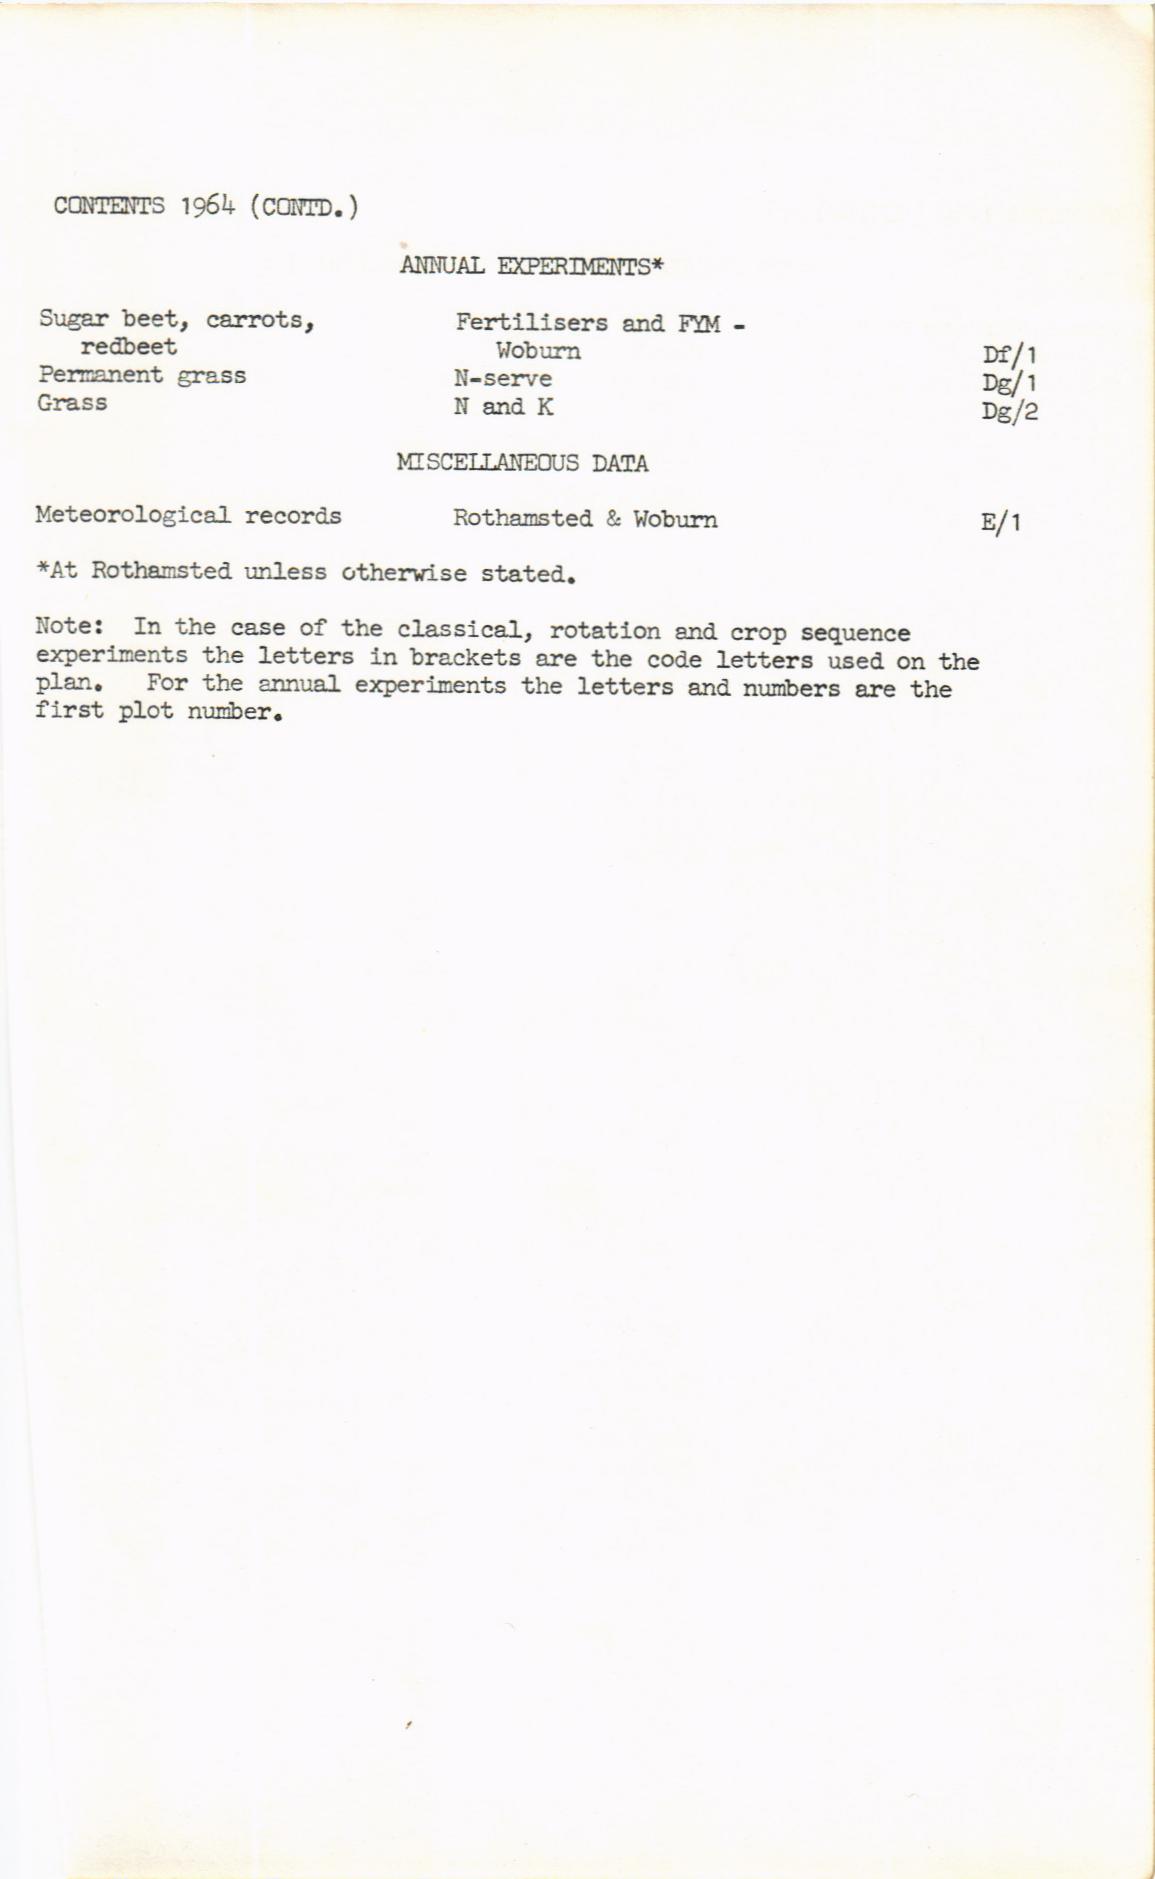 CONTENTS 1964 (CONTD.)
ANNUAL EXPERIMENTS*
Sugar beet, carrots, Fertilisers and FYM -
redbeet Woburn Df/1
Permanent grass N-serve Dg/1
Grass N and K Dg/2
MISCELLANEOUS DATA
Meteorological records Rothamsted & Woburn E/1
*At Rothamsted unless otherwise stated.
Note: In the case of the classical, rotation and crop sequence
experiments the letters in brackets are the code letters used on the
plan. For the annual experiments the letters and numbers are the
first plot number.